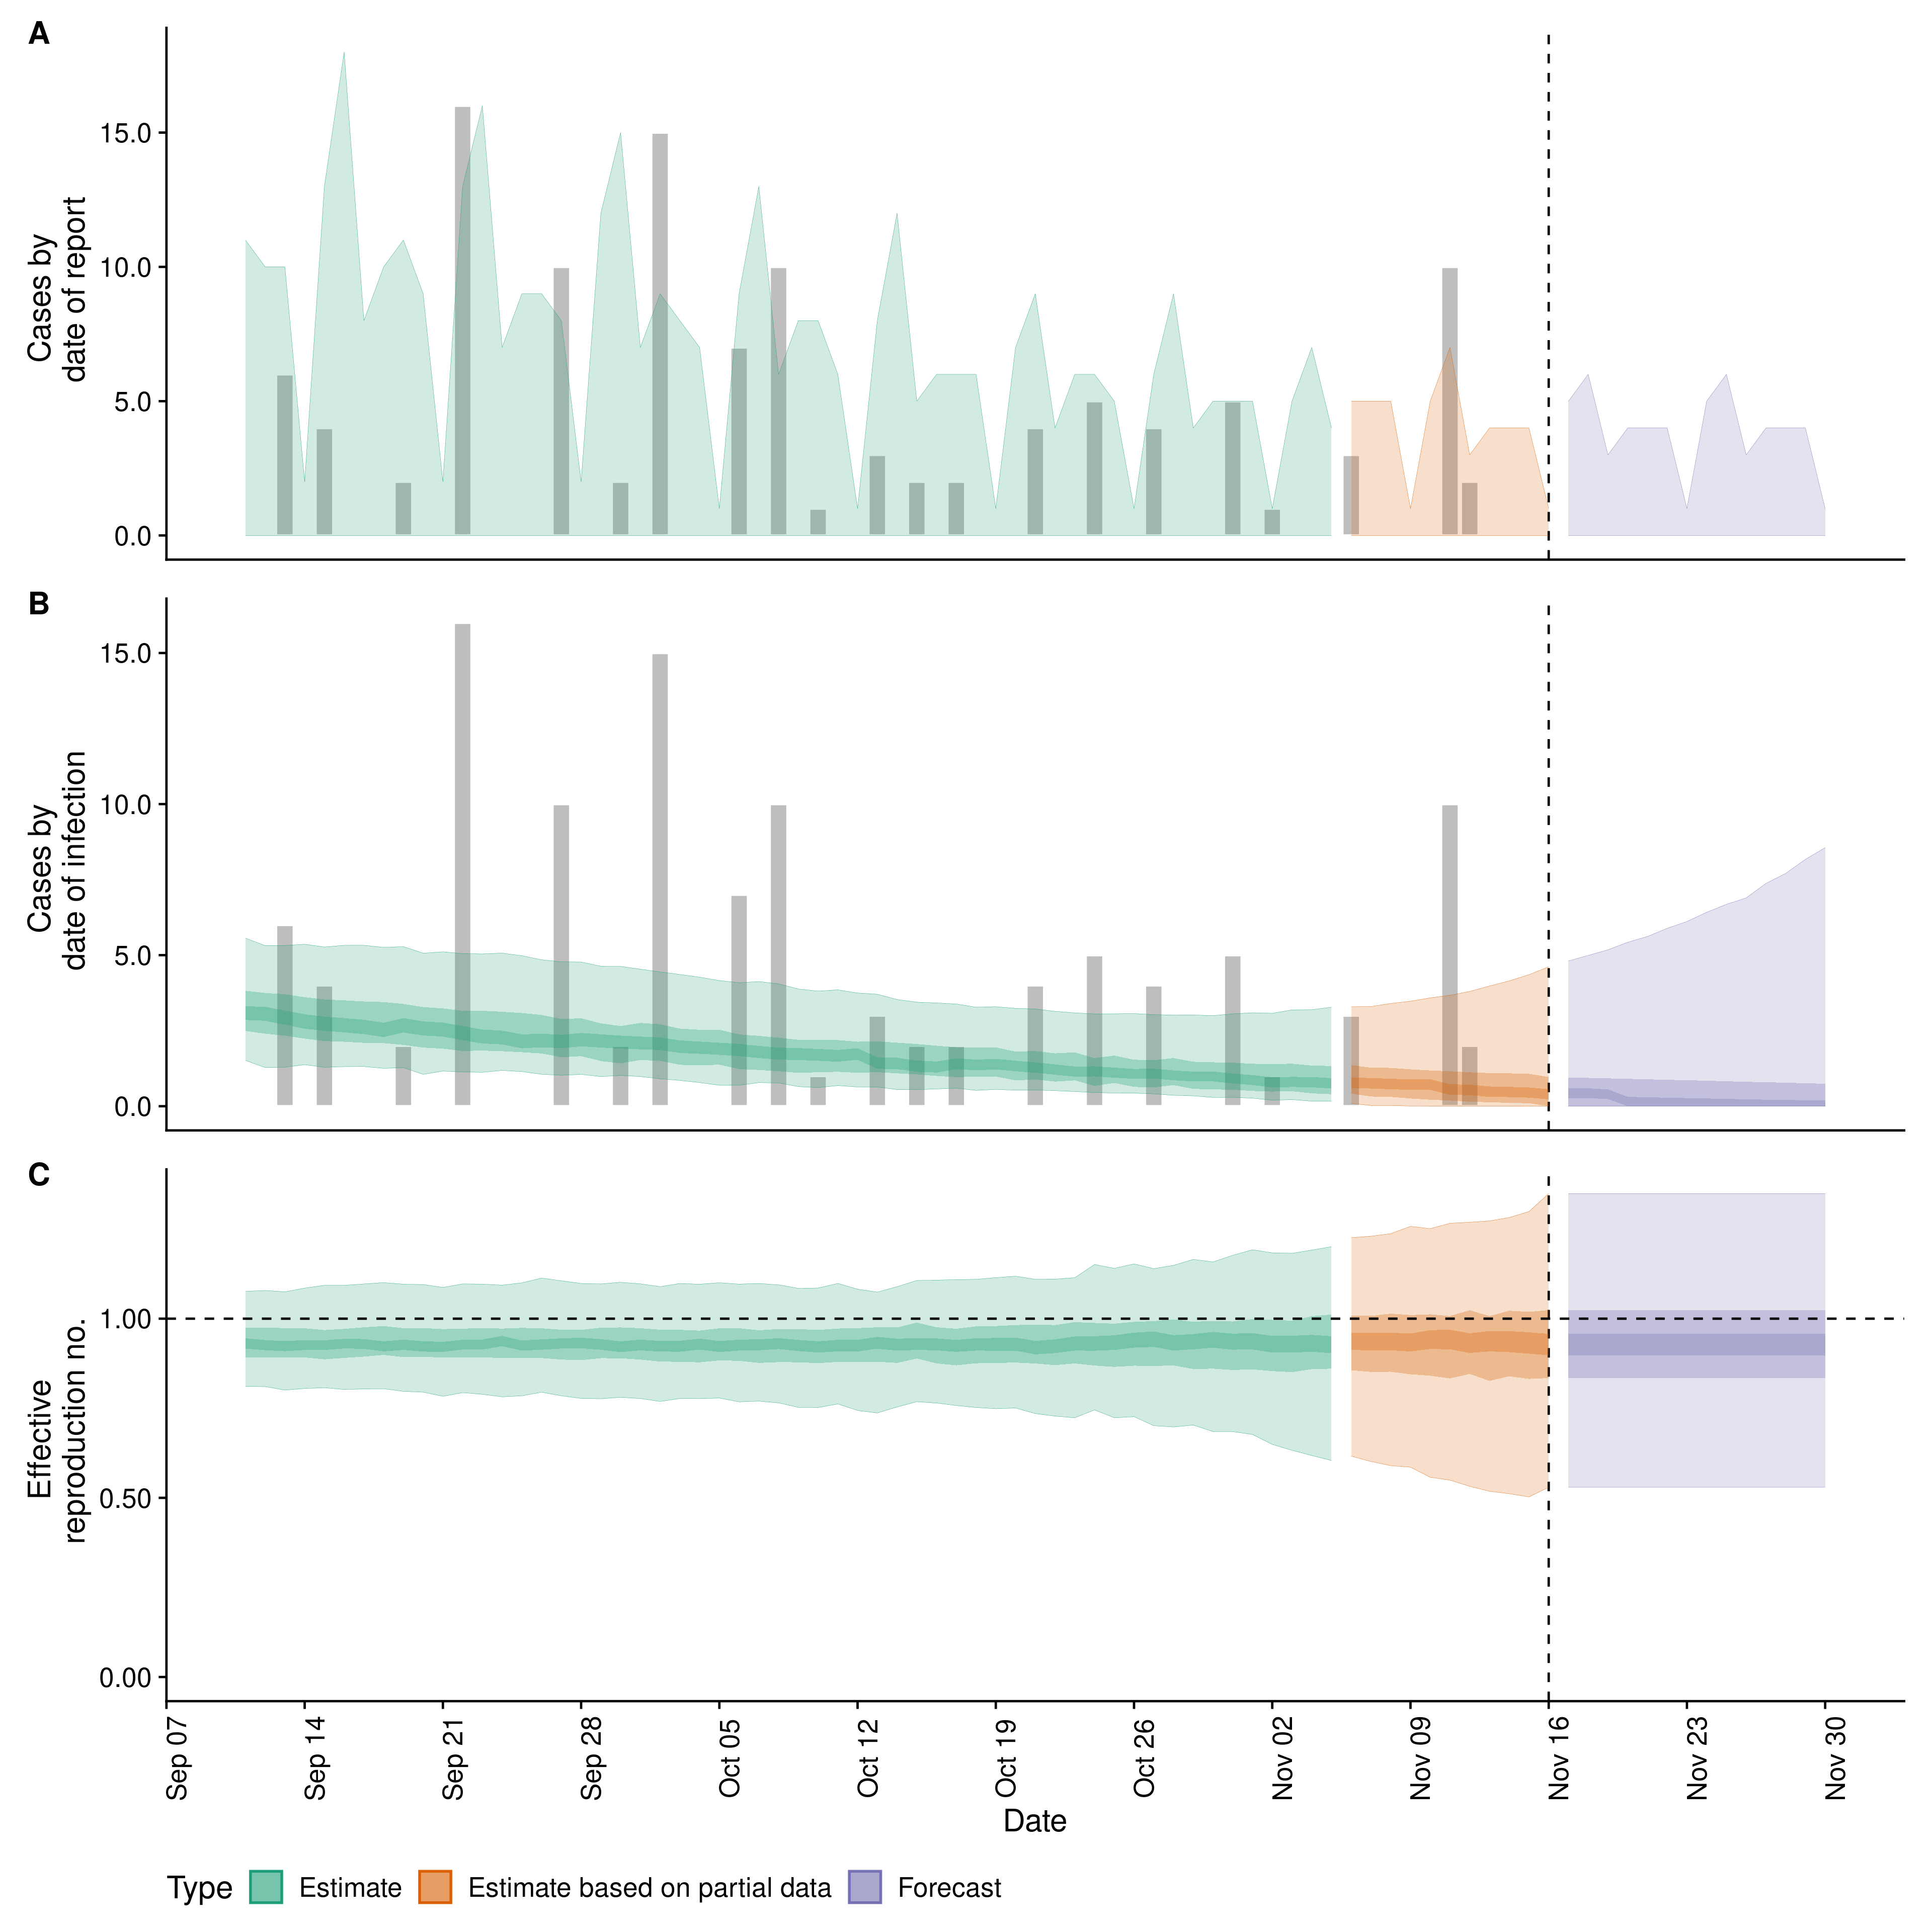 A
Cases by
date of report
15.0
10.0
5.0
0.0
B
Cases by
date of infection
15.0
10.0
5.0
0.0
C
Effective
reproduction no.
1.00
0.50
0.00
Sep 07
Sep 14
Sep 21
Sep 28
Oct 05
Oct 12
Oct 19
Oct 26
Nov 02
Nov 09
Nov 16
Nov 23
Nov 30
Date
Type Estimate Estimate based on partial data Forecast